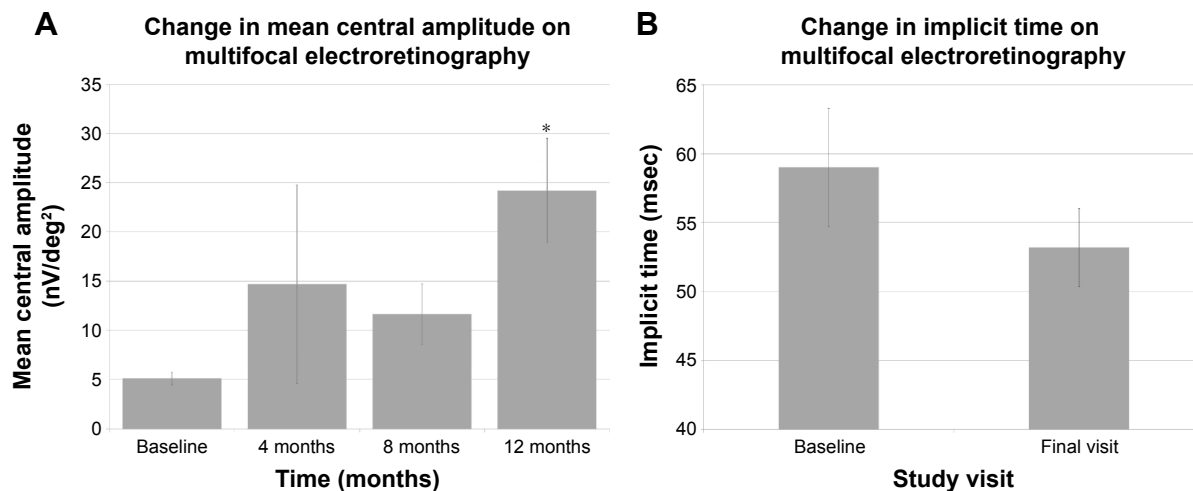 A
Change in mean central amplitude on
multifocal electroretinography
35
30
25
20
15
10
5
0
Mean central amplitude
(nV/deg²)
*
Baseline
4 months
8 months
12 months
Time (months)
B
Change in implicit time on
multifocal electroretinography
65
60
55
50
45
40
Implicit time (msec)
Baseline
Final visit
Study visit